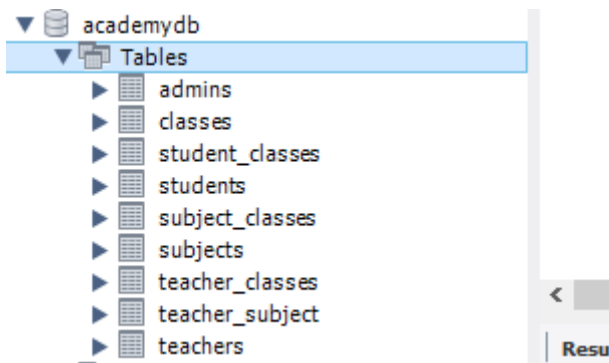 academydb
Tables
admins
classes
student_classes
students
subject_classes
subjects
teacher_classes
teacher_subject
teachers
Resu